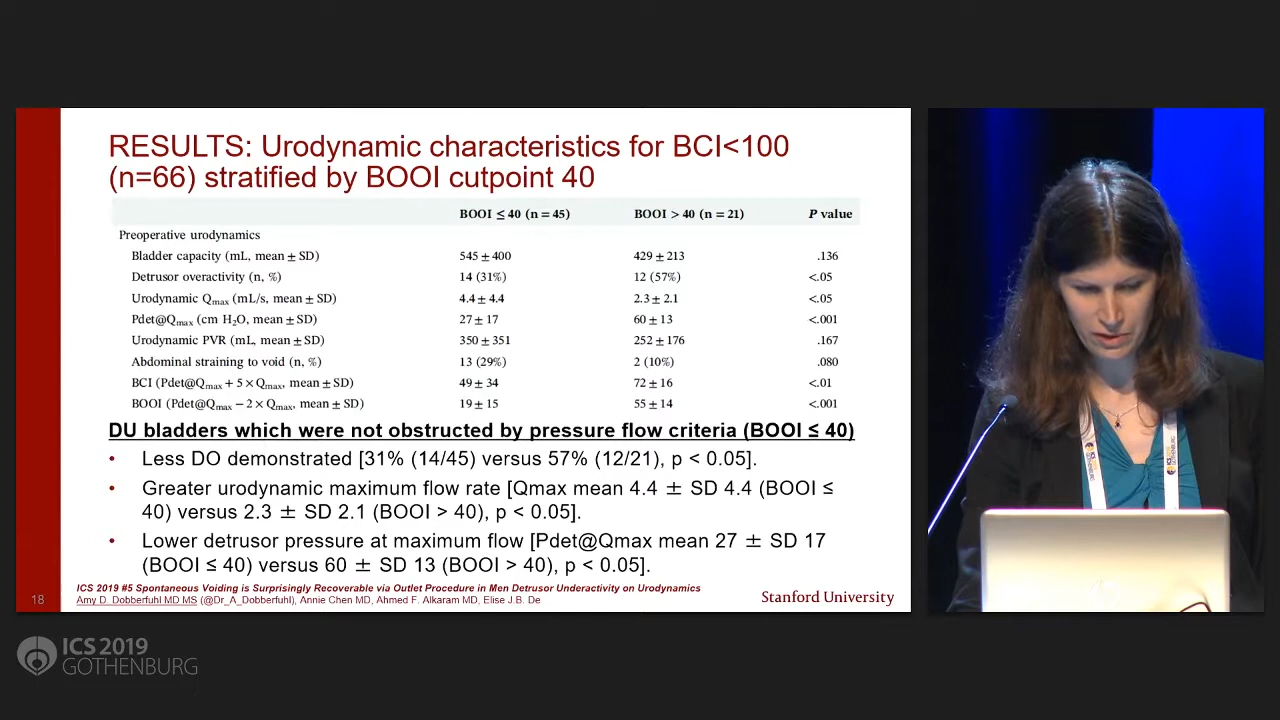 RESULTS: Urodynamic characteristics for BCI<100
(n=66) stratified by BOOI cutpoint 40
BOOI ≤ 40 (n = 45) BOOI > 40 (n = 21) P value
Preoperative urodynamics
Bladder capacity (mL, mean ± SD) 545 ± 400 429 ± 213 .136
Detrusor overactivity (n, %) 14 (31%) 12 (57%) <.05
Urodynamic Qmax (mL/s, mean ± SD) 4.4 ± 4.4 2.3 ± 2.1 <.05
Pdet@Qmax (cm H2O, mean ± SD) 27 ± 17 60 ± 13 <.001
Urodynamic PVR (mL, mean ± SD) 350 ± 351 252 ± 176 .167
Abdominal straining to void (n, %) 13 (29%) 2 (10%) .080
BCI (Pdet@Qmax + 5 × Qmax, mean ± SD) 49 ± 34 72 ± 16 <.01
BOOI (Pdet@Qmax − 2 × Qmax, mean ± SD) 19 ± 15 55 ± 14 <.001
DU bladders which were not obstructed by pressure flow criteria (BOOI ≤ 40)
• Less DO demonstrated [31% (14/45) versus 57% (12/21), p < 0.05].
• Greater urodynamic maximum flow rate [Qmax mean 4.4 ± SD 4.4 (BOOI ≤
40) versus 2.3 ± SD 2.1 (BOOI > 40), p < 0.05].
• Lower detrusor pressure at maximum flow [Pdet@Qmax mean 27 ± SD 17
(BOOI ≤ 40) versus 60 ± SD 13 (BOOI > 40), p < 0.05].
ICS 2019 #5 Spontaneous Voiding is Surprisingly Recoverable via Outlet Procedure in Men Detrusor Underactivity on Urodynamics
18 Amy D. Dobberfuhl MD MS (@Dr_A_Dobberfuhl), Annie Chen MD, Ahmed F. Alkaram MD, Elise J.B. De Stanford University
ICS 2019
GOTHENBURG